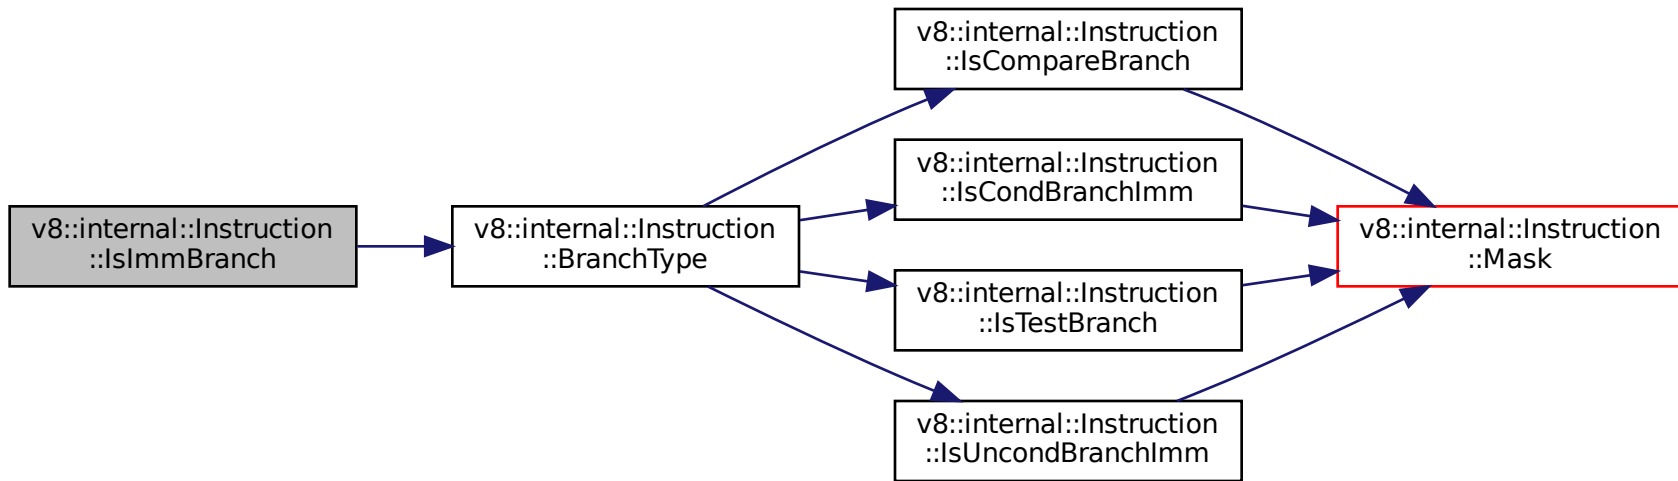 v8::internal::Instruction
::IsImmBranch
v8::internal::Instruction
::BranchType
v8::internal::Instruction
::IsCompareBranch
v8::internal::Instruction
::IsCondBranchImm
v8::internal::Instruction
::IsTestBranch
v8::internal::Instruction
::IsUncondBranchImm
v8::internal::Instruction
::Mask